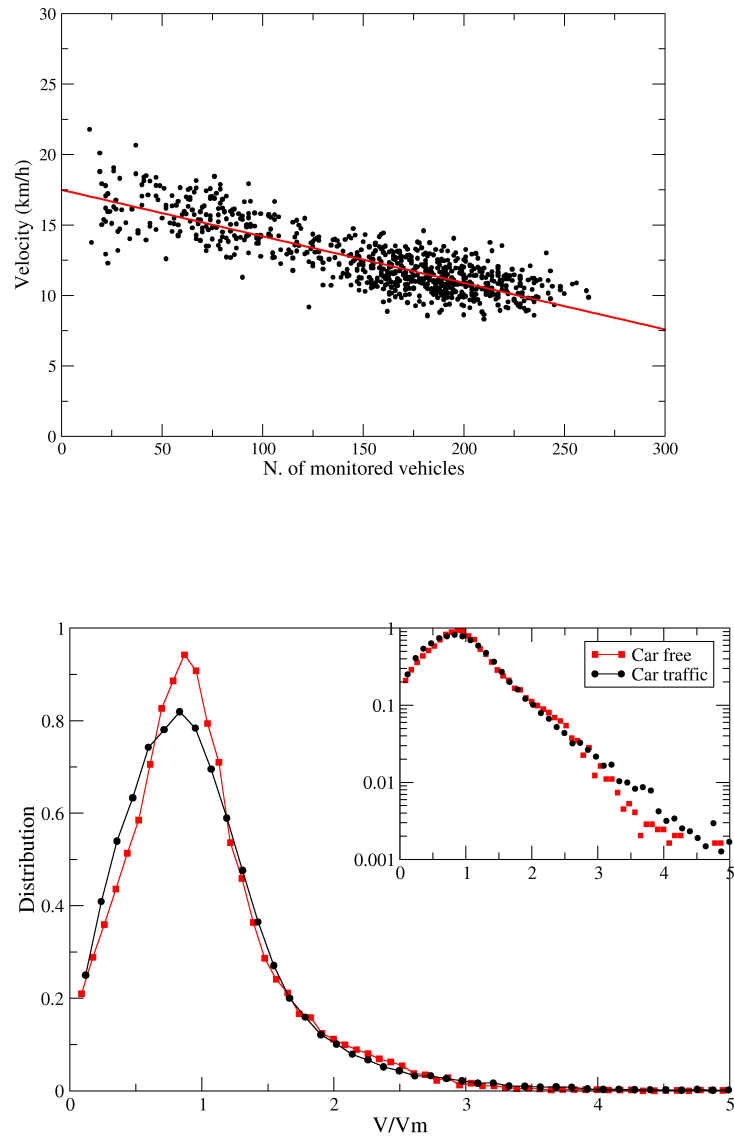 30
25
20
15
10
5
0
Velocity (km/h)
0 50 100 150 200 250 300
N. of monitored vehicles
1
0.8
0.6
0.4
0.2
0
Distribution
0 1 2 3 4 5
V/Vm
1
0.1
0.01
0.001
0 1 2 3 4 5
Car free
Car traffic